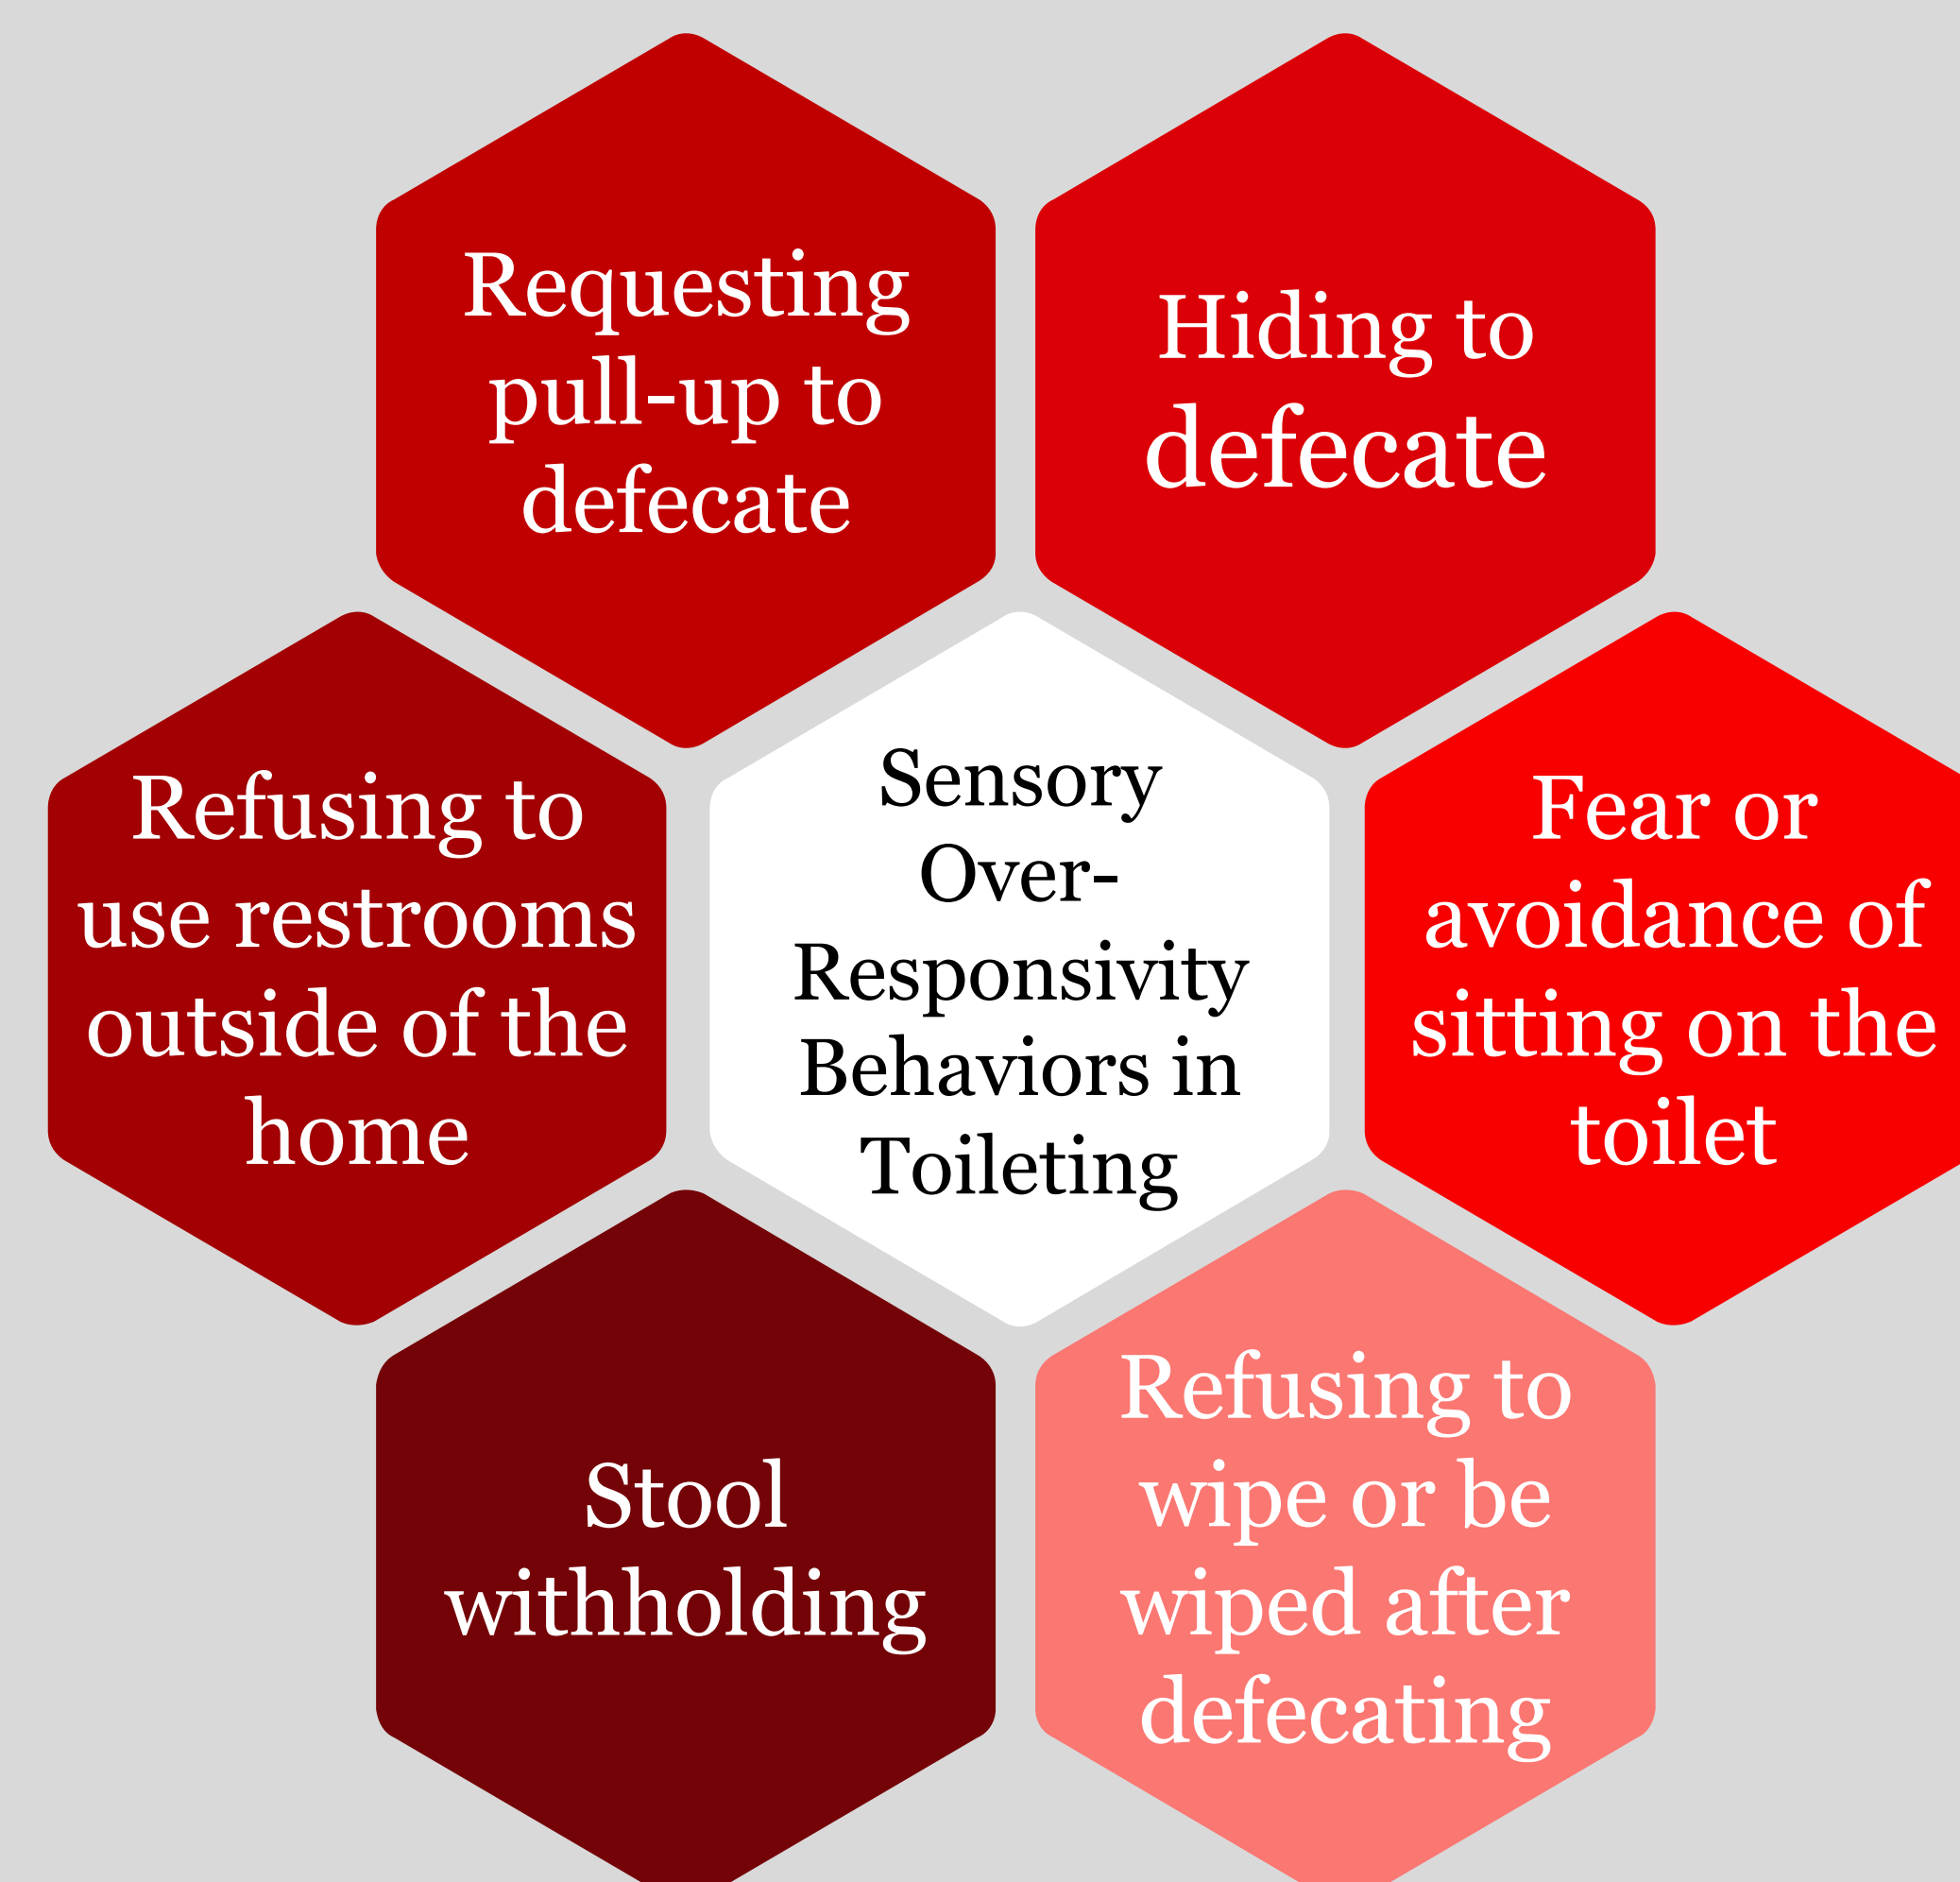 Requesting
pull-up to
defecate
Hiding to
defecate
Refusing to
use restrooms
outside of the
home
Sensory
Over-
Responsivity
Behaviors in
Toileting
Fear or
avoidance of
sitting on the
toilet
Stool
withholding
Refusing to
wipe or be
wiped after
defecating